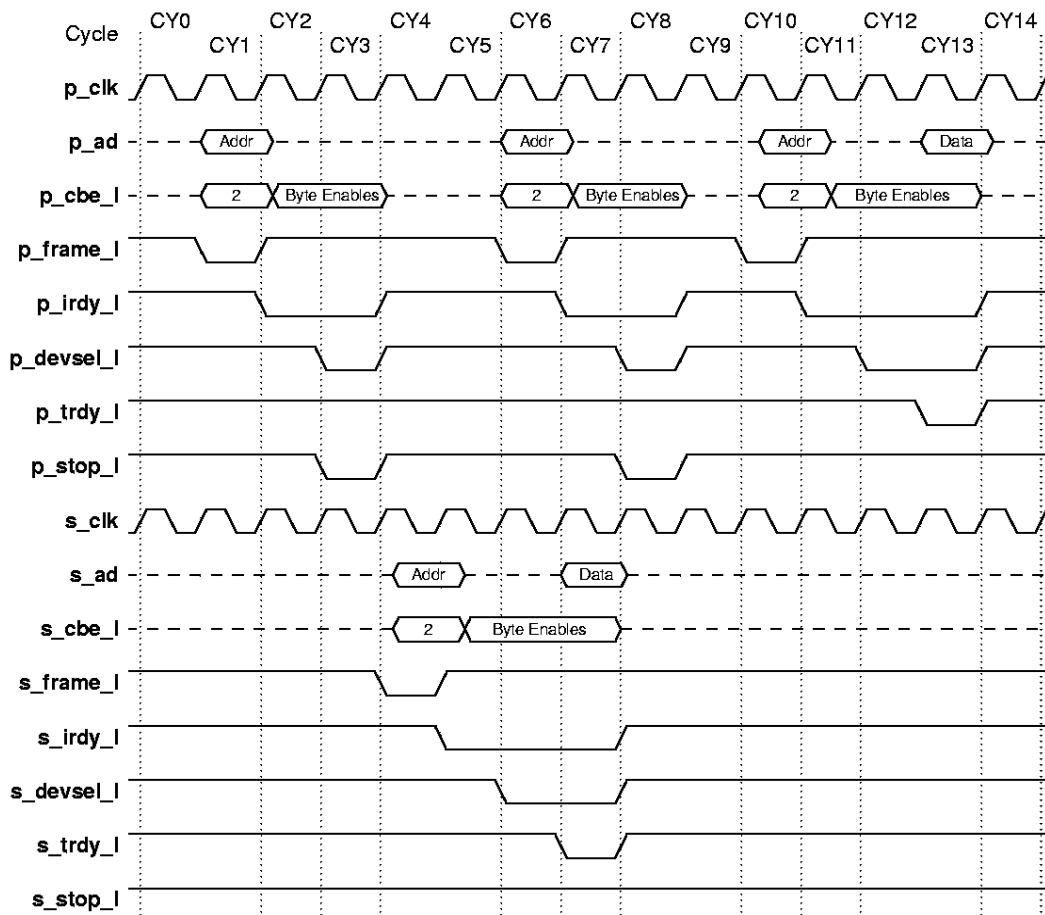 CY0 CY2 CY4 CY6 CY8 CY10 CY12 CY14
Cycle CY1 CY3 CY5 CY7 CY9 CY11 CY13
p_clk
p_ad Addr Addr Addr Data
p_cbe_l 2 Byte Enables 2 Byte Enables 2 Byte Enables
p_frame_l
p_irdy_l
p_devsel_l
p_trdy_l
p_stop_l
s_clk
s_ad Addr Data
s_cbe_l 2 Byte Enables
s_frame_l
s_irdy_l
s_devsel_l
s_trdy_l
s_stop_l